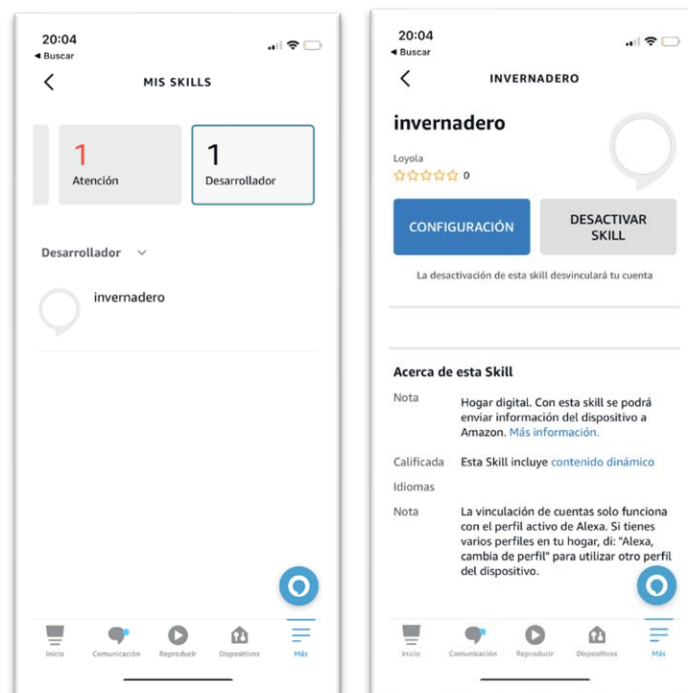 20:04
◄ Buscar
MIS SKILLS
1
Atención
1
Desarrollador
Desarrollador
invernadero
Inicio
Comunicación
Reproducir
Dispositivos
Más
20:04
◄ Buscar
INVERNADERO
invernadero
Loyola
0
CONFIGURACIÓN
DESACTIVAR
SKILL
La desactivación de esta skill desvinculará tu cuenta
Acerca de esta Skill
Nota
Hogar digital. Con esta skill se podrá
enviar información del dispositivo a
Amazon. Más información.
Calificada
Esta Skill incluye contenido dinámico
Idiomas
Nota
La vinculación de cuentas solo funciona
con el perfil activo de Alexa. Si tienes
varios perfiles en tu hogar, di: "Alexa,
cambia de perfil" para utilizar otro perfil
del dispositivo.
Inicio
Comunicación
Reproducir
Dispositivos
Más